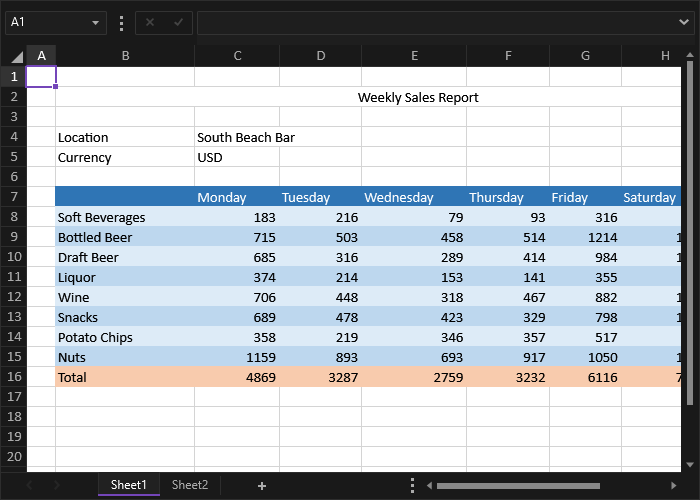 A1
A B C D E F G H
1
2 Weekly Sales Report
3
4 Location South Beach Bar
5 Currency USD
6
7 Monday Tuesday Wednesday Thursday Friday Saturday
8 Soft Beverages 183 216 79 93 316
9 Bottled Beer 715 503 458 514 1214 1
10 Draft Beer 685 316 289 414 984 1
11 Liquor 374 214 153 141 355
12 Wine 706 448 318 467 882 1
13 Snacks 689 478 423 329 798 1
14 Potato Chips 358 219 346 357 517
15 Nuts 1159 893 693 917 1050 1
16 Total 4869 3287 2759 3232 6116 7
17
18
19
20
Sheet1 Sheet2 +